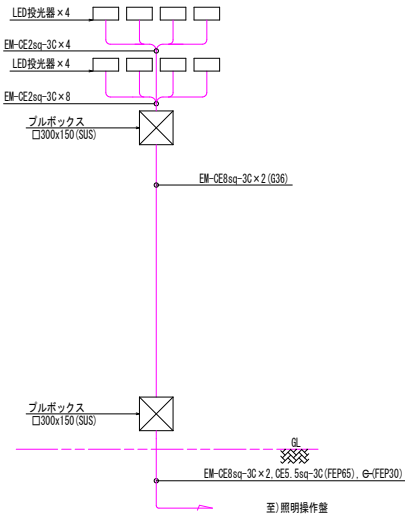 LED投光器×4
EM-CE2sq-3C×4
LED投光器×4
EM-CE2sq-3C×8
プルボックス
□300x150(SUS)
EM-CE8sq-3C×2(G36)
プルボックス
□300x150(SUS)
GL
EM-CE8sq-3C×2,CE5.5sq-3C(FEP65), (FEP30)
至)照明操作盤